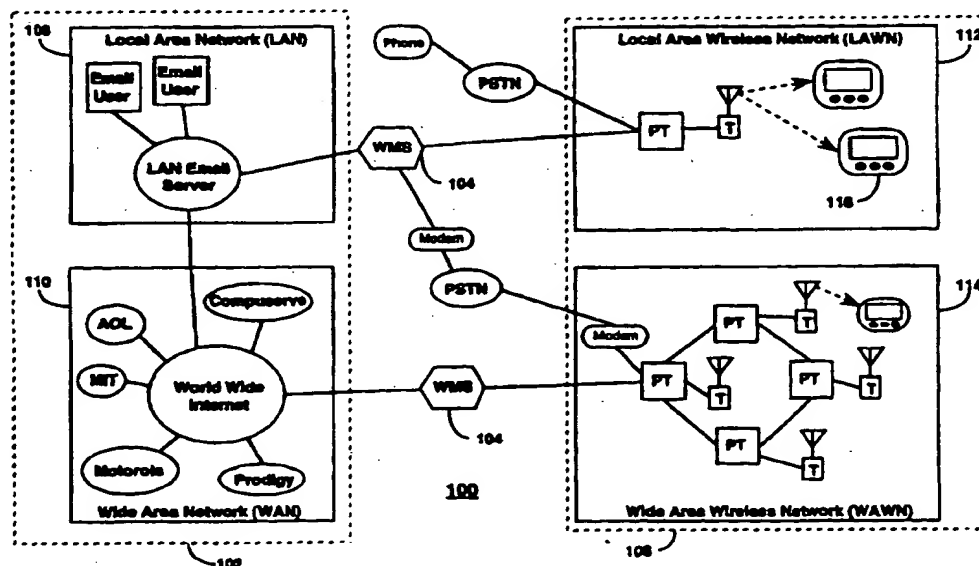 108
Local Area Network (LAN)
Email
User
Email
User
LAN Email
Server
Phone
PSTN
WMS
104
Modem
PSTN
Local Area Wireless Network (LAWN)
112
PT
T
116
110
Compuserve
AOL
MIT
World Wide
Internet
Motorola
Prodigy
Wide Area Network (WAN)
102
WMS
104
100
114
Modem
PT
T
PT
T
PT
T
PT
T
Wide Area Wireless Network (WAWN)
106